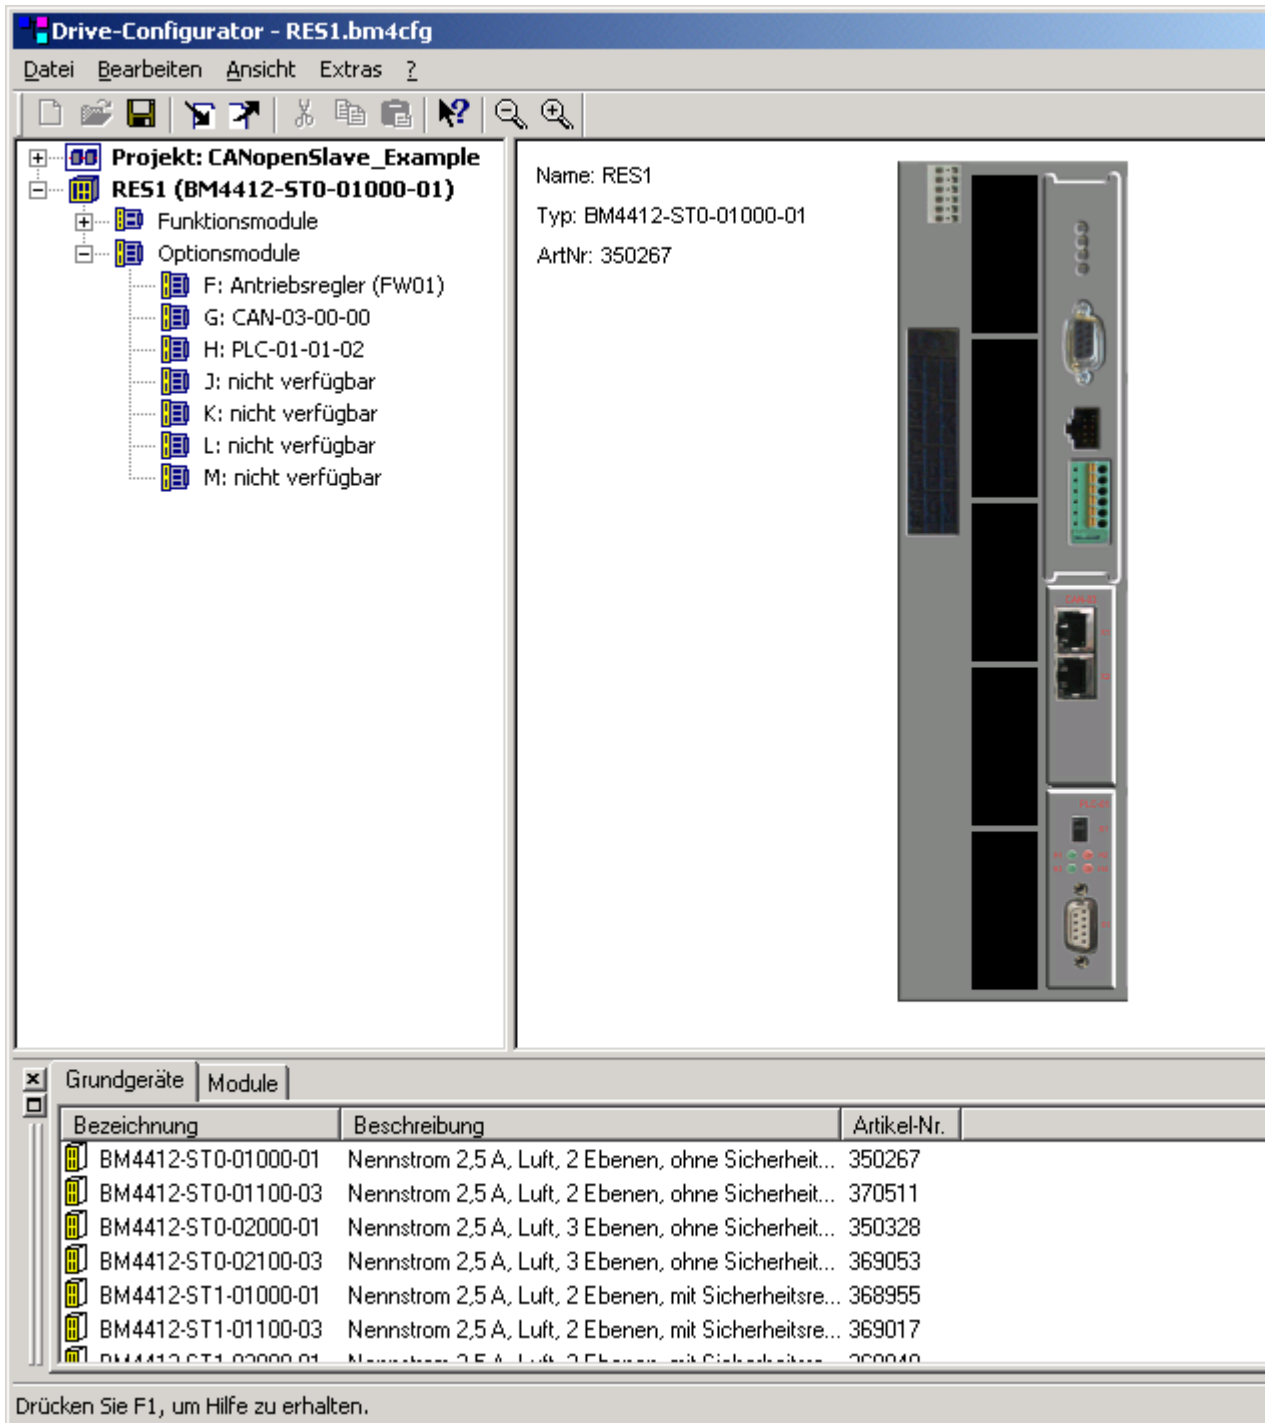 Drive-Configurator - RES1.bm4cfg
Datei Bearbeiten Ansicht Extras ?
Projekt: CANopenSlave_Example
RES1 (BM4412-ST0-01000-01)
Funktionsmodule
Optionsmodule
F: Antriebsregler (FW01)
G: CAN-03-00-00
H: PLC-01-01-02
J: nicht verfügbar
K: nicht verfügbar
L: nicht verfügbar
M: nicht verfügbar
Name: RES1
Typ: BM4412-ST0-01000-01
ArtNr: 350267
Grundgeräte Module
Bezeichnung Beschreibung Artikel-Nr.
BM4412-ST0-01000-01 Nennstrom 2,5 A, Luft, 2 Ebenen, ohne Sicherheit... 350267
BM4412-ST0-01100-03 Nennstrom 2,5 A, Luft, 2 Ebenen, ohne Sicherheit... 370511
BM4412-ST0-02000-01 Nennstrom 2,5 A, Luft, 3 Ebenen, ohne Sicherheit... 350328
BM4412-ST0-02100-03 Nennstrom 2,5 A, Luft, 3 Ebenen, ohne Sicherheit... 369053
BM4412-ST1-01000-01 Nennstrom 2,5 A, Luft, 2 Ebenen, mit Sicherheitsre... 368955
BM4412-ST1-01100-03 Nennstrom 2,5 A, Luft, 2 Ebenen, mit Sicherheitsre... 369017
Drücken Sie F1, um Hilfe zu erhalten.